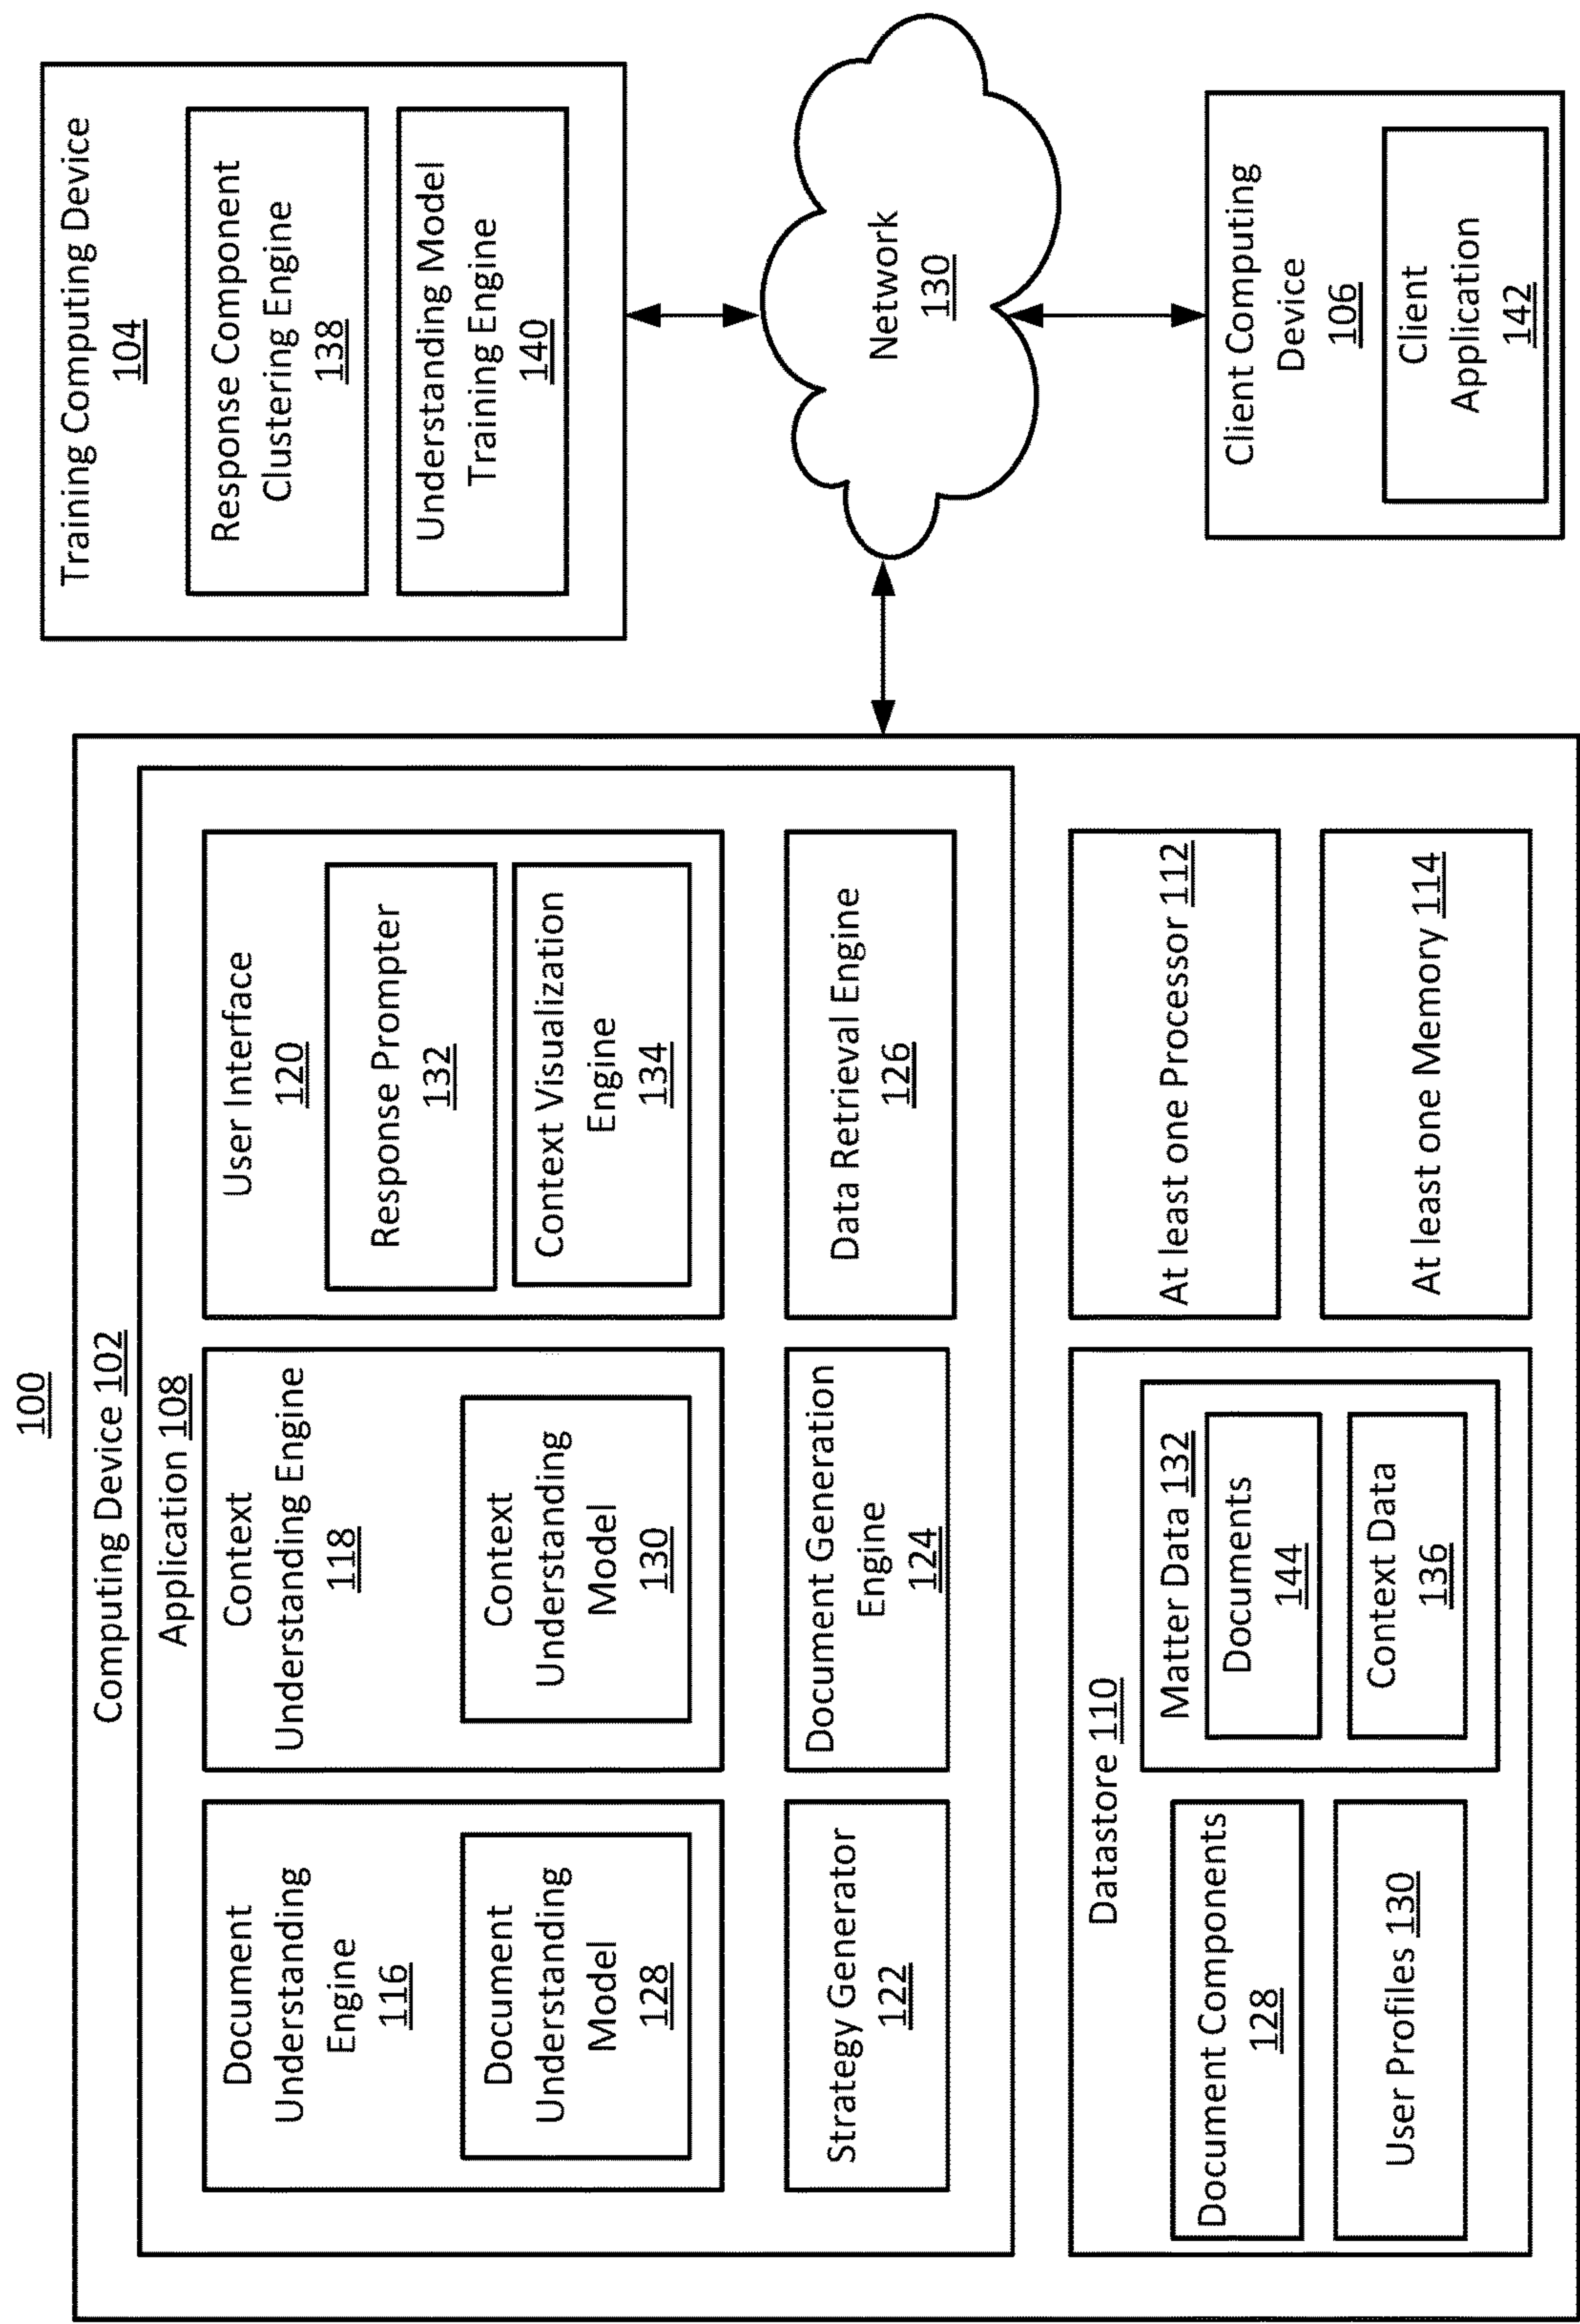 100
Computing Device 102
Application 108
Document
Understanding
Engine
116
Document
Understanding
Model
128
Context
Understanding Engine
118
Context
Understanding
Model
130
User Interface
120
Response Prompter
132
Context Visualization
Engine
134
Strategy Generator
122
Document Generation
Engine
124
Data Retrieval Engine
126
Datastore 110
Document Components
128
User Profiles 130
Matter Data 132
Documents
144
Context Data
136
At least one Processor 112
At least one Memory 114
Training Computing Device
104
Response Component
Clustering Engine
138
Understanding Model
Training Engine
140
Network
130
Client Computing
Device
106
Client
Application
142